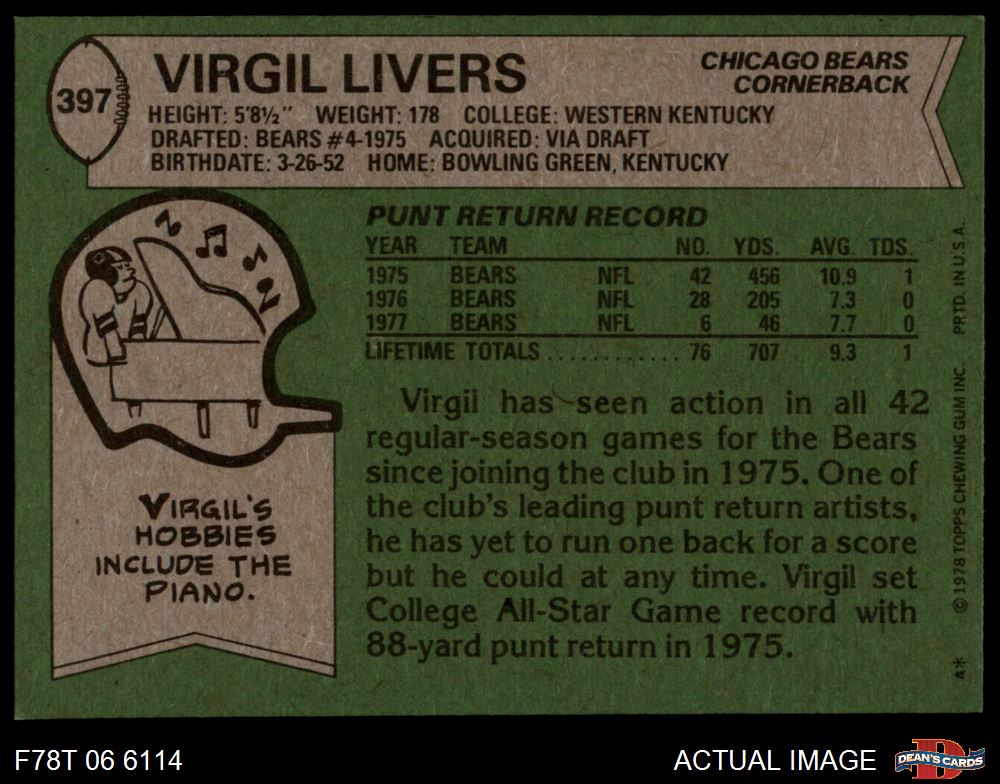 397
VIRGIL LIVERS
CHICAGO BEARS
CORNERBACK
HEIGHT: 5'8½" WEIGHT: 178 COLLEGE: WESTERN KENTUCKY
DRAFTED: BEARS #4-1975 ACQUIRED: VIA DRAFT
BIRTHDATE: 3-26-52 HOME: BOWLING GREEN, KENTUCKY
PUNT RETURN RECORD
YEAR TEAM NO. YDS. AVG. TDS.
1975 BEARS NFL 42 456 10.9 1
1976 BEARS NFL 28 205 7.3 0
1977 BEARS NFL 6 46 7.7 0
LIFETIME TOTALS............ 76 707 9.3 1
Virgil has seen action in all 42
regular-season games for the Bears
since joining the club in 1975. One of
the club's leading punt return artists,
he has yet to run one back for a score
but he could at any time. Virgil set
College All-Star Game record with
88-yard punt return in 1975.
VIRGIL'S
HOBBIES
INCLUDE THE
PIANO.
A* © 1978 TOPPS CHEWING GUM INC. PRTD. IN U.S.A.
F78T 06 6114
ACTUAL IMAGE
D
DEAN'S CARDS